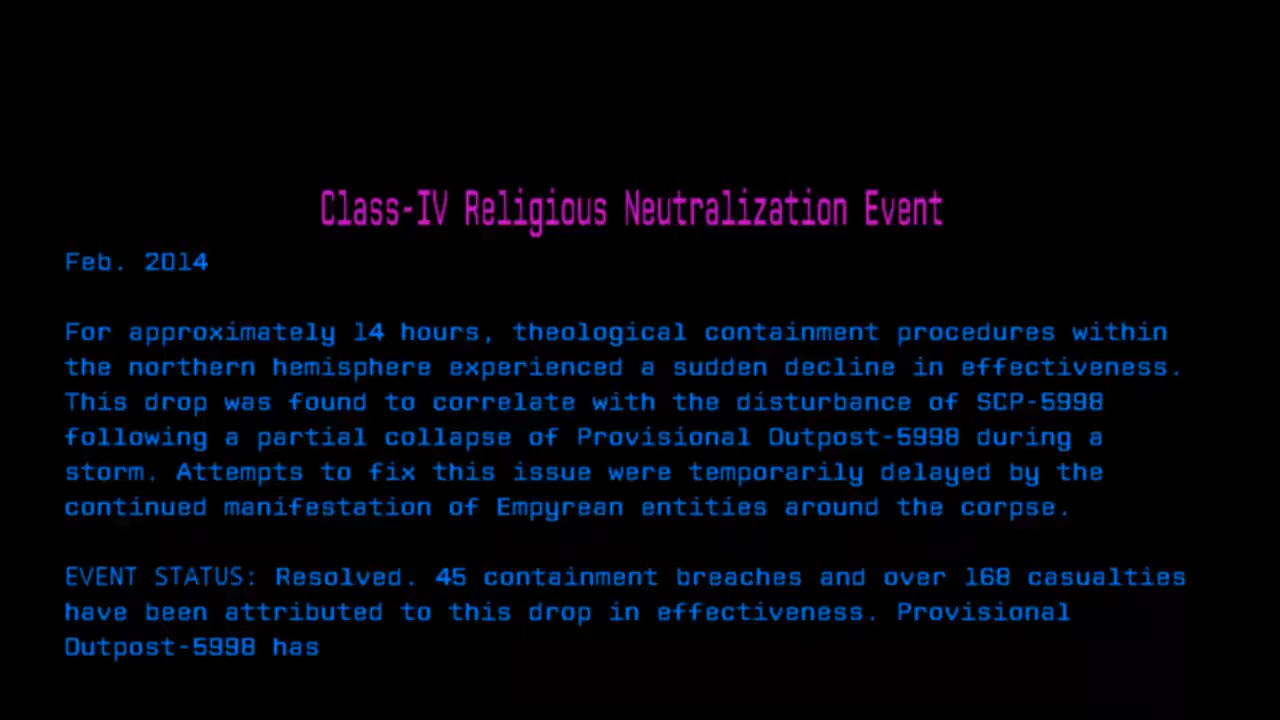 Class-IV Religious Neutralization Event
Feb. 2014
For approximately 14 hours, theological containment procedures within
the northern hemisphere experienced a sudden decline in effectiveness.
This drop was found to correlate with the disturbance of SCP-5998
following a partial collapse of Provisional Outpost-5998 during a
storm. Attempts to fix this issue were temporarily delayed by the
continued manifestation of Empyrean entities around the corpse.
EVENT STATUS: Resolved. 45 containment breaches and over 168 casualties
have been attributed to this drop in effectiveness. Provisional
Outpost-5998 has